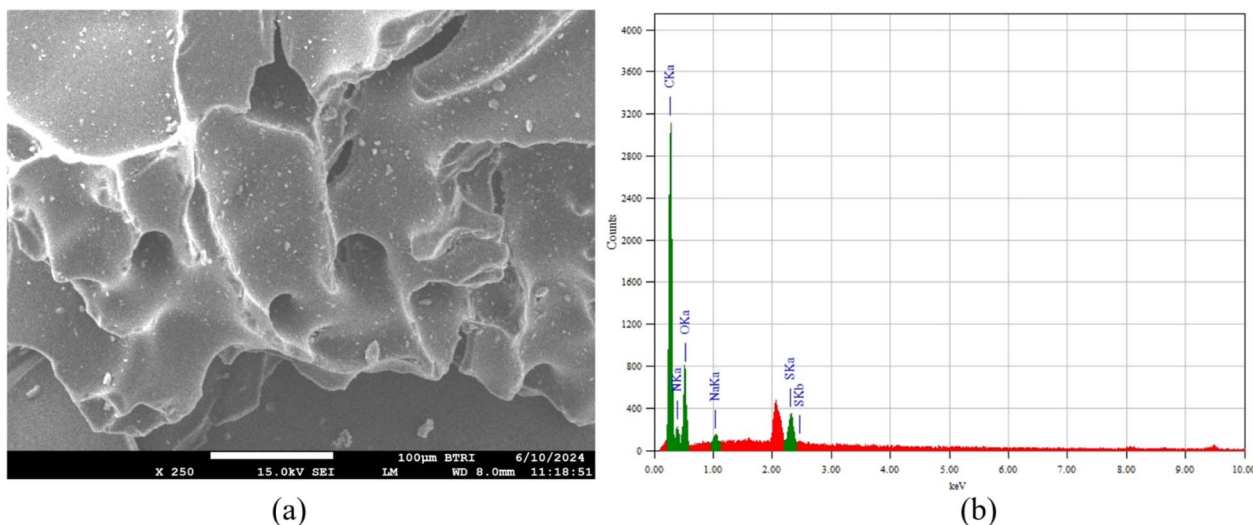 100μm BTRI 6/10/2024
X 250 15.0kV SEI LM WD 8.0mm 11:18:51
(a)
4000
3600
3200
2800
2400
2000
1600
1200
800
400
0
Counts
CKa
NKa
OKa
NaKa
SKa
SKb
0.00 1.00 2.00 3.00 4.00 5.00 6.00 7.00 8.00 9.00 10.00
keV
(b)